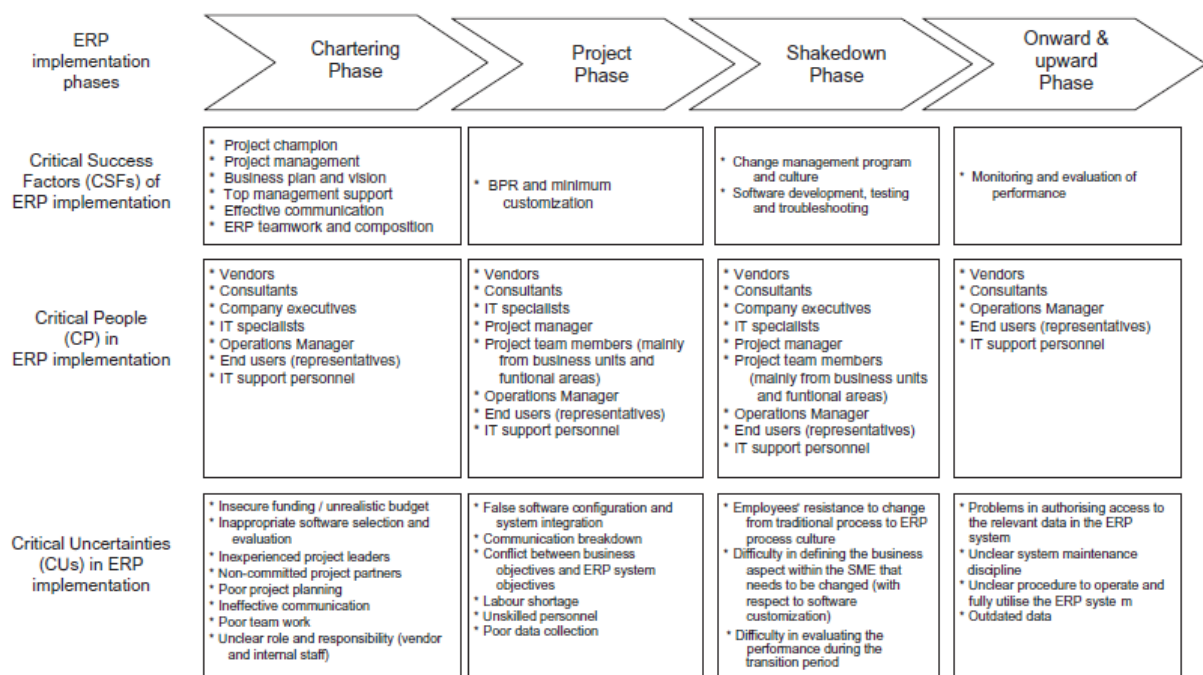 ERP
implementation
phases
Chartering
Phase
Project
Phase
Shakedown
Phase
Onward &
upward
Phase
Critical Success
Factors (CSFs) of
ERP implementation
* Project champion
* Project management
* Business plan and vision
* Top management support
* Effective communication
* ERP teamwork and composition
* BPR and minimum
customization
* Change management program
and culture
* Software development, testing
and troubleshooting
* Monitoring and evaluation of
performance
Critical People
(CP) in
ERP implementation
* Vendors
* Consultants
* Company executives
* IT specialists
* Operations Manager
* End users (representatives)
* IT support personnel
* Vendors
* Consultants
* IT specialists
* Project manager
* Project team members (mainly
from business units and
funtional areas)
* Operations Manager
* End users (representatives)
* IT support personnel
* Vendors
* Consultants
* Company executives
* IT specialists
* Project manager
* Project team members
(mainly from business units
and funtional areas)
* Operations Manager
* End users (representatives)
* IT support personnel
* Vendors
* Consultants
* Operations Manager
* End users (representatives)
* IT support personnel
Critical Uncertainties
(CUs) in ERP
implementation
* Insecure funding / unrealistic budget
* Inappropriate software selection and
evaluation
* Inexperienced project leaders
* Non-committed project partners
* Poor project planning
* Ineffective communication
* Poor team work
* Unclear role and responsibility (vendor
and internal staff)
* False software configuration and
system integration
* Communication breakdown
* Conflict between business
objectives and ERP system
objectives
* Labour shortage
* Unskilled personnel
* Poor data collection
* Employees' resistance to change
from traditional process to ERP
process culture
* Difficulty in defining the business
aspect within the SME that
needs to be changed (with
respect to software
customization)
* Difficulty in evaluating the
performance during the
transition period
* Problems in authorising access to
the relevant data in the ERP
system
* Unclear system maintenance
discipline
* Unclear procedure to operate and
fully utilise the ERP syste m
* Outdated data